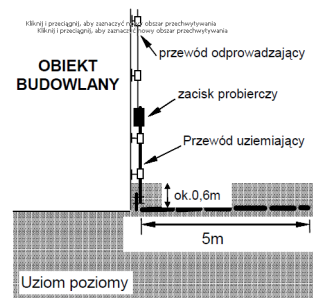 Kliknij i przeciągnij, aby zaznaczyć nowy obszar przechwytywania
Kliknij i przeciągnij, aby zaznaczyć nowy obszar przechwytywania
przewód odprowadzający
OBIEKT
BUDOWLANY
zacisk probierczy
Przewód uziemiający
ok.0,6m
5m
Uziom poziomy